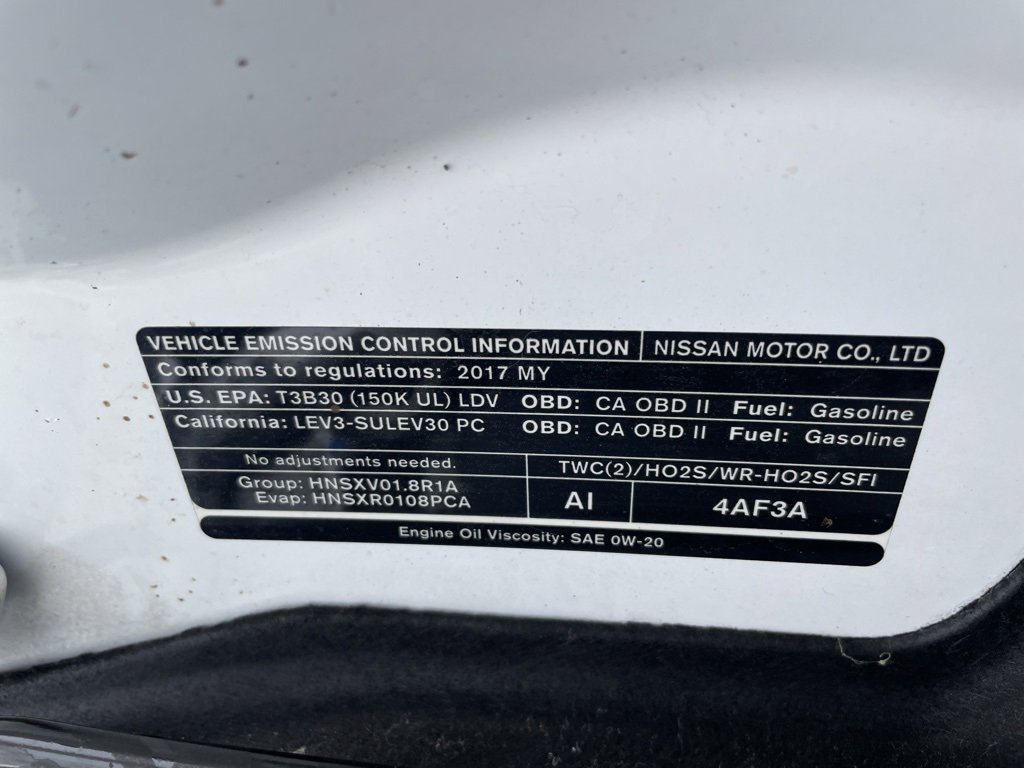 VEHICLE EMISSION CONTROL INFORMATION NISSAN MOTOR CO., LTD
Conforms to regulations: 2017 MY
U.S. EPA: T3B30 (150K UL) LDV OBD: CA OBD II Fuel: Gasoline
California: LEV3-SULEV30 PC OBD: CA OBD II Fuel: Gasoline
No adjustments needed. TWC(2)/HO2S/WR-HO2S/SFI
Group: HNSXV01.8R1A
Evap: HNSXR0108PCA
AI 4AF3A
Engine Oil Viscosity: SAE 0W-20